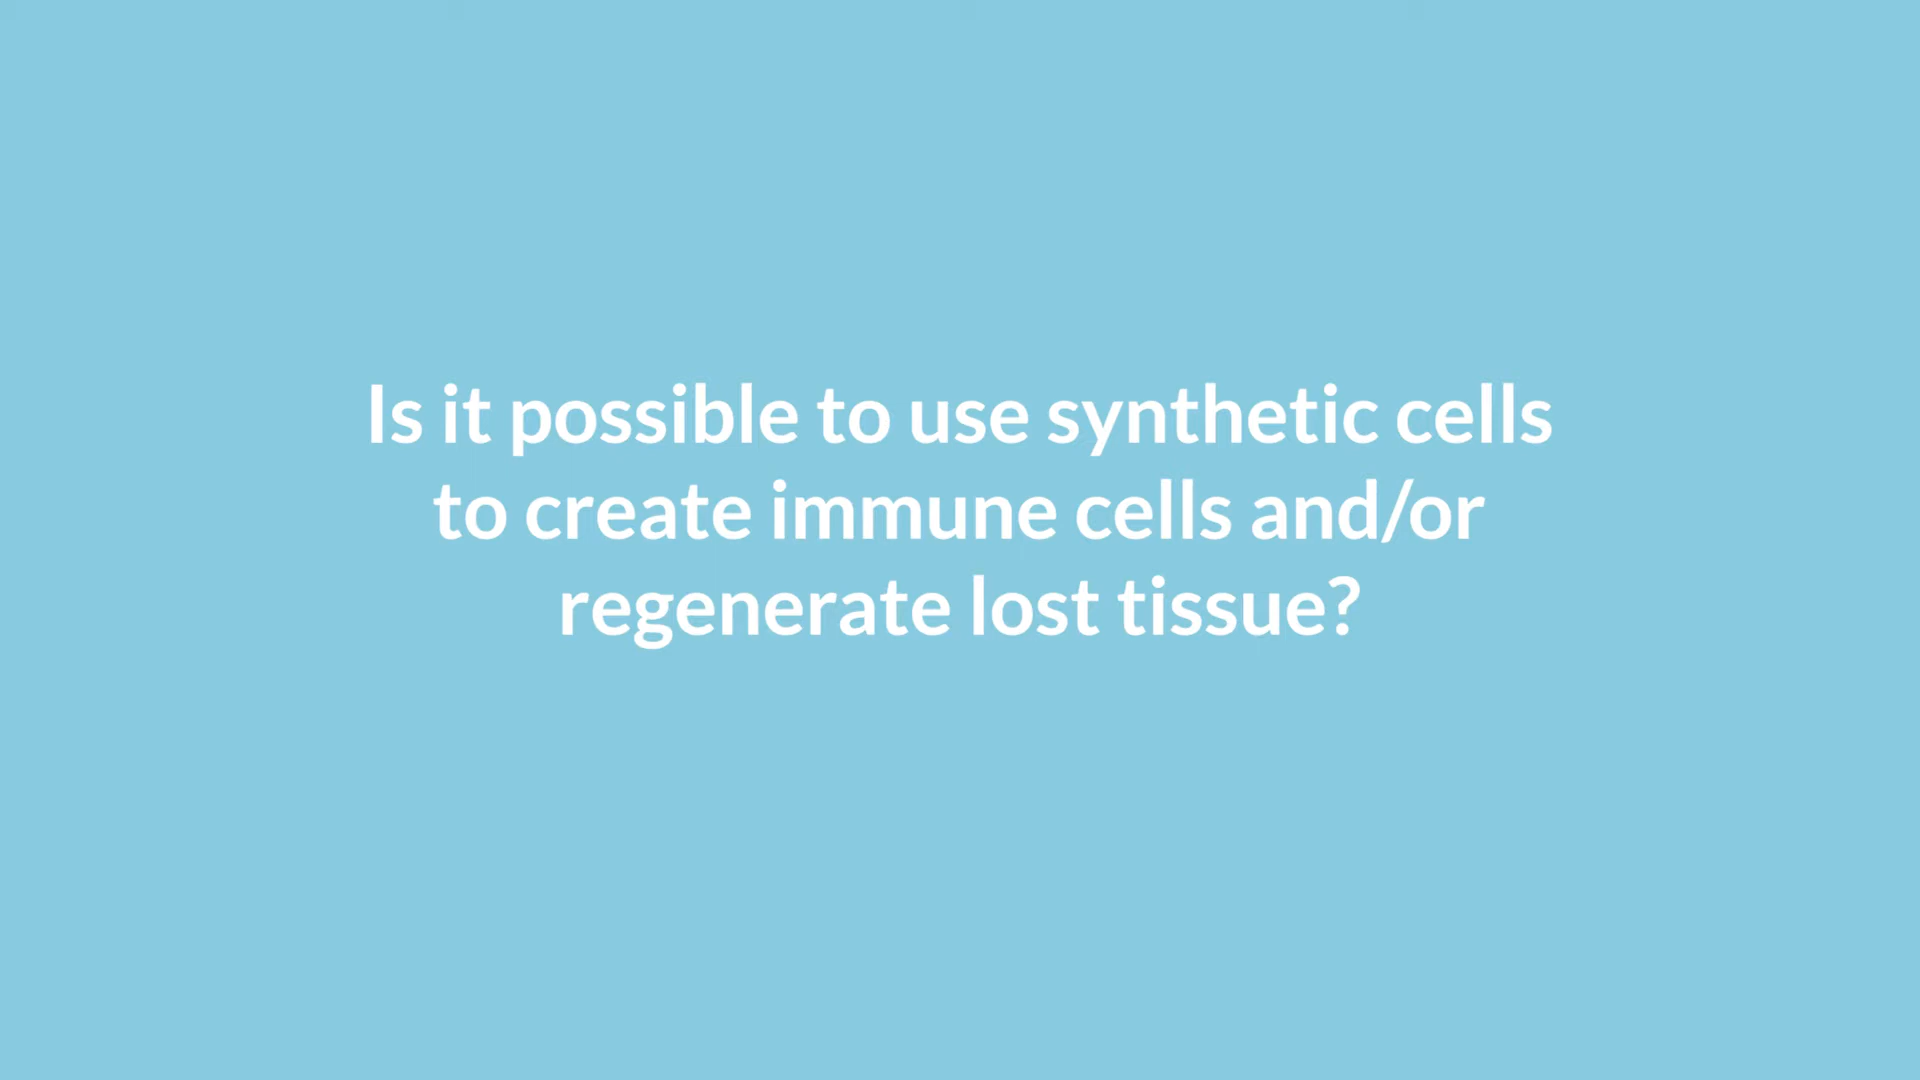 Is it possible to use synthetic cells
to create immune cells and/or
regenerate lost tissue?